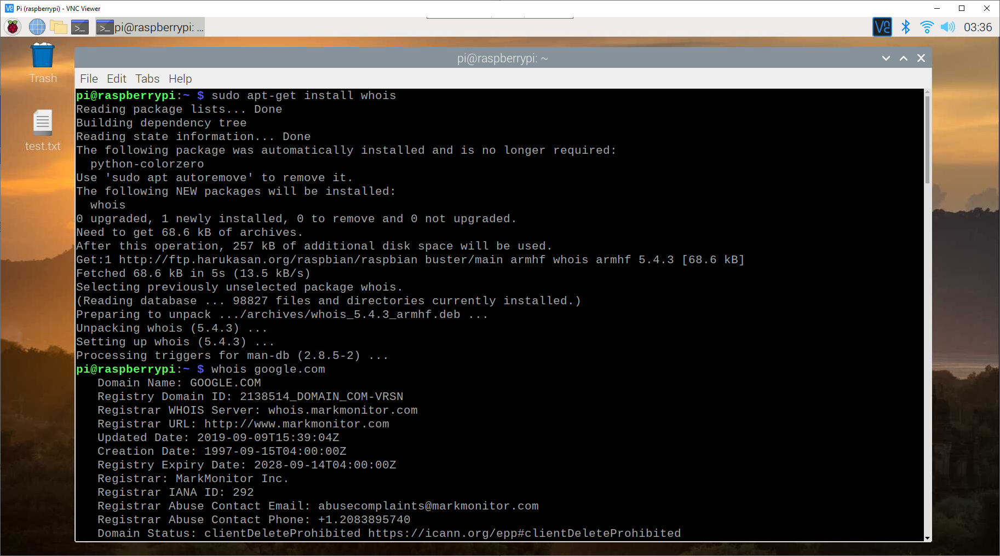 Pi (raspberrypi) - VNC Viewer
pi@raspberrypi: ...
03:36
Trash
test.txt
pi@raspberrypi: ~
File Edit Tabs Help
pi@raspberrypi:~ $ sudo apt-get install whois
Reading package lists... Done
Building dependency tree
Reading state information... Done
The following package was automatically installed and is no longer required:
  python-colorzero
Use 'sudo apt autoremove' to remove it.
The following NEW packages will be installed:
  whois
0 upgraded, 1 newly installed, 0 to remove and 0 not upgraded.
Need to get 68.6 kB of archives.
After this operation, 257 kB of additional disk space will be used.
Get:1 http://ftp.harukasan.org/raspbian/raspbian buster/main armhf whois armhf 5.4.3 [68.6 kB]
Fetched 68.6 kB in 5s (13.5 kB/s)
Selecting previously unselected package whois.
(Reading database ... 98827 files and directories currently installed.)
Preparing to unpack .../archives/whois_5.4.3_armhf.deb ...
Unpacking whois (5.4.3) ...
Setting up whois (5.4.3) ...
Processing triggers for man-db (2.8.5-2) ...
pi@raspberrypi:~ $ whois google.com
   Domain Name: GOOGLE.COM
   Registry Domain ID: 2138514_DOMAIN_COM-VRSN
   Registrar WHOIS Server: whois.markmonitor.com
   Registrar URL: http://www.markmonitor.com
   Updated Date: 2019-09-09T15:39:04Z
   Creation Date: 1997-09-15T04:00:00Z
   Registry Expiry Date: 2028-09-14T04:00:00Z
   Registrar: MarkMonitor Inc.
   Registrar IANA ID: 292
   Registrar Abuse Contact Email: abusecomplaints@markmonitor.com
   Registrar Abuse Contact Phone: +1.2083895740
   Domain Status: clientDeleteProhibited https://icann.org/epp#clientDeleteProhibited